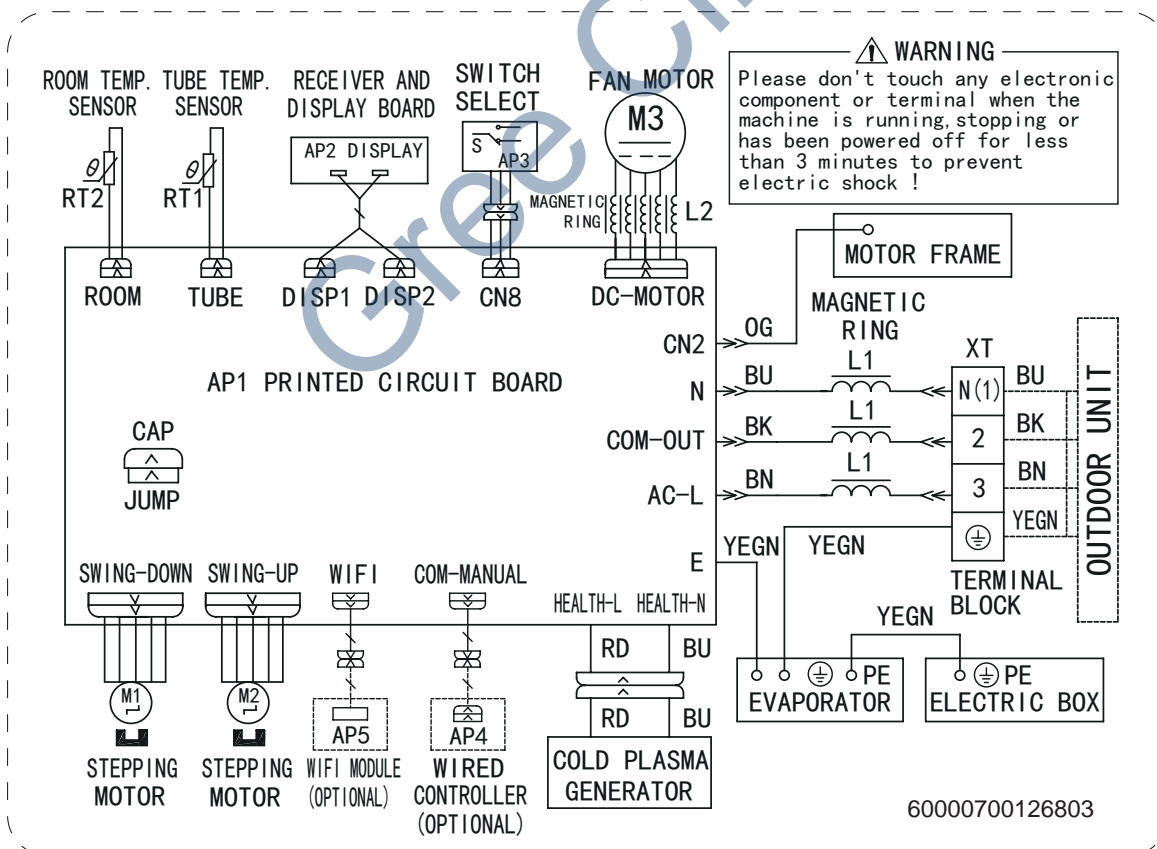 Gree C
ROOM TEMP.
SENSOR
TUBE TEMP.
SENSOR
RECEIVER AND
DISPLAY BOARD
SWITCH
SELECT
FAN MOTOR
WARNING
Please don't touch any electronic
component or terminal when the
machine is running,stopping or
has been powered off for less
than 3 minutes to prevent
electric shock !
θ
RT2
θ
RT1
AP2 DISPLAY
S
AP3
M3
MAGNETIC
RING
L2
MOTOR FRAME
ROOM
TUBE
DISP1
DISP2
CN8
DC-MOTOR
MAGNETIC
RING
CN2
OG
AP1 PRINTED CIRCUIT BOARD
N
BU
L1
XT
N(1)
BU
COM-OUT
BK
L1
2
BK
AC-L
BN
L1
3
BN
YEGN
OUTDOOR UNIT
CAP
JUMP
E
YEGN
YEGN
TERMINAL
BLOCK
SWING-DOWN
SWING-UP
WIFI
COM-MANUAL
HEALTH-L
HEALTH-N
YEGN
RD
BU
PE
EVAPORATOR
PE
ELECTRIC BOX
M1
M2
AP5
AP4
RD
BU
STEPPING
MOTOR
STEPPING
MOTOR
WIFI MODULE
(OPTIONAL)
WIRED
CONTROLLER
(OPTIONAL)
COLD PLASMA
GENERATOR
60000700126803